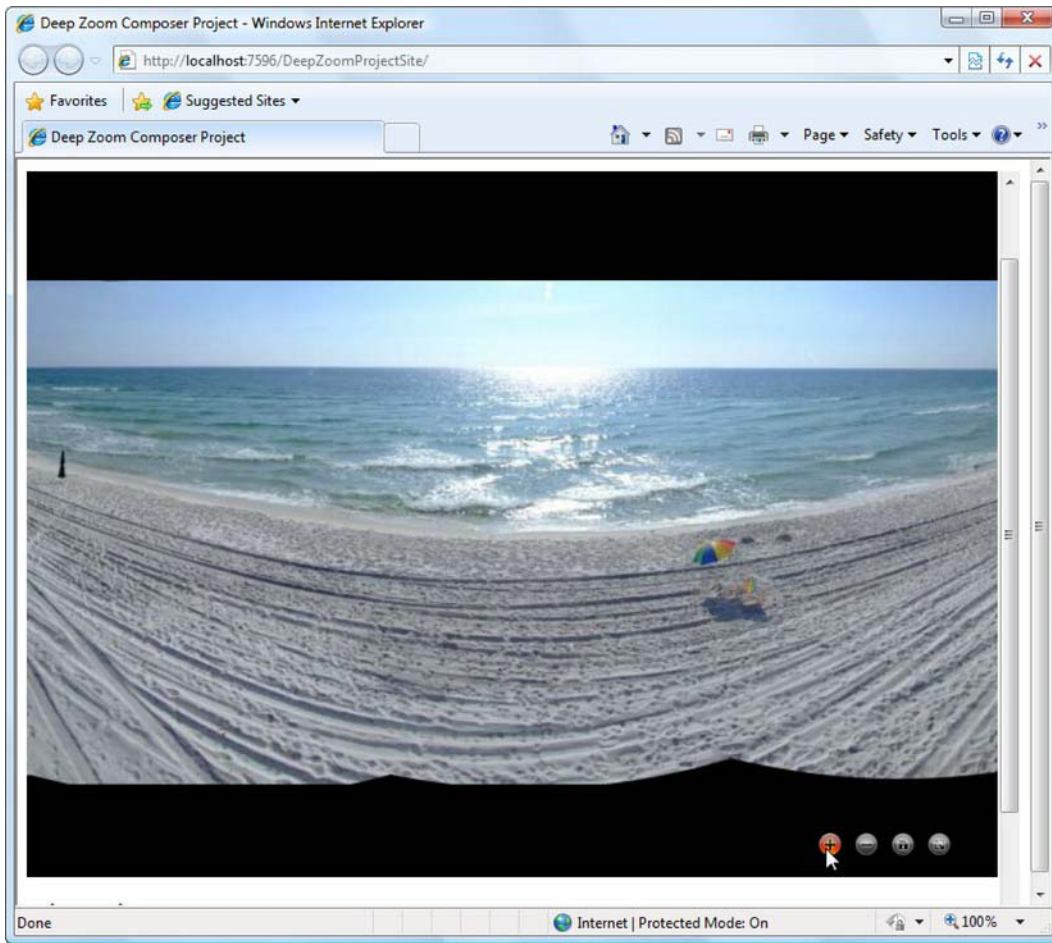 Deep Zoom Composer Project - Windows Internet Explorer
http://localhost:7596/DeepZoomProjectSite/
Favorites Suggested Sites
Deep Zoom Composer Project Page Safety Tools »
Done Internet | Protected Mode: On 100%